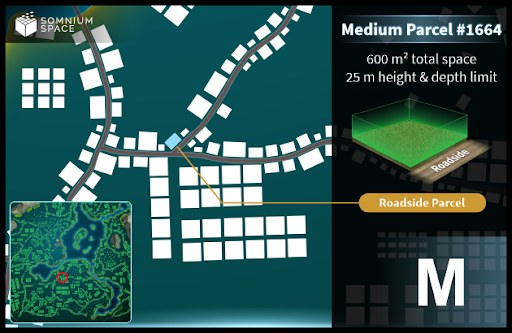 SOMNIUM
SPACE
Medium Parcel #1664
600 m² total space
25 m height & depth limit
Roadside
Roadside Parcel
M